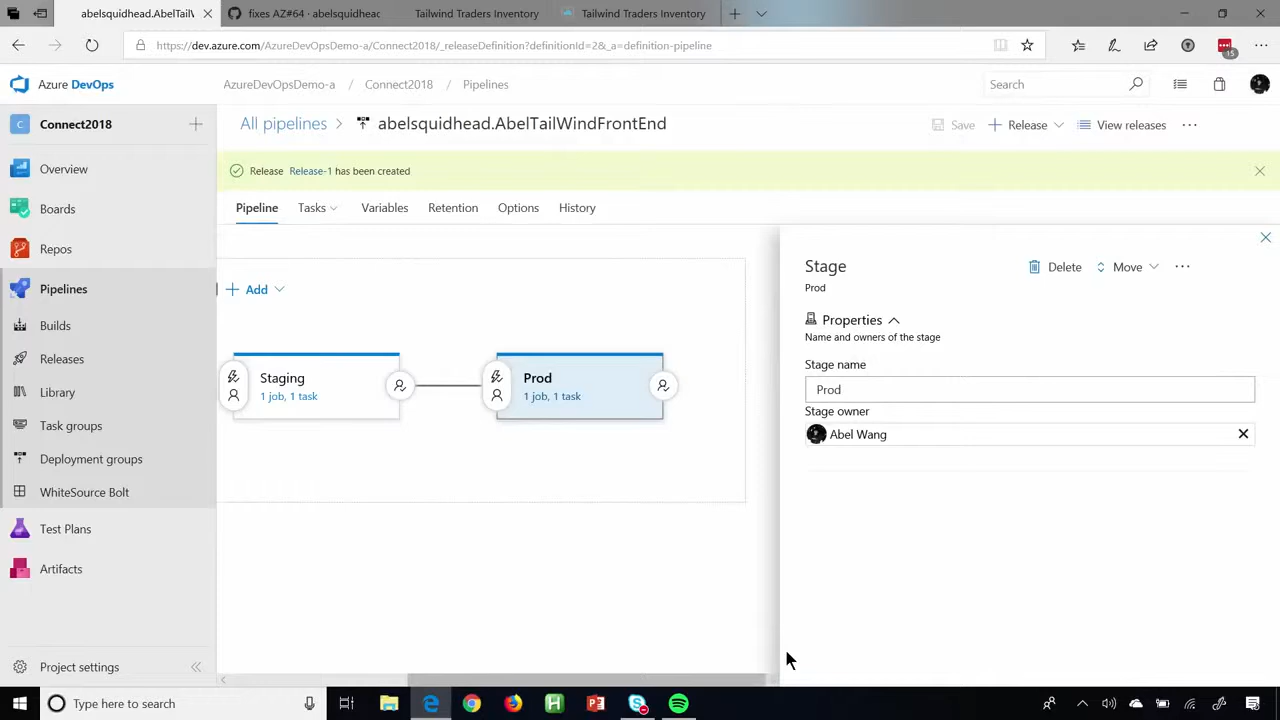 abelsquidhead.AbelTailW
fixes AZ#64 · abelsquidheac
Tailwind Traders Inventory
Tailwind Traders Inventory
https://dev.azure.com/AzureDevOpsDemo-a/Connect2018/_releaseDefinition?definitionId=2&_a=definition-pipeline
15
Azure DevOps
AzureDevOpsDemo-a / Connect2018 / Pipelines
Search
C
Connect2018
All pipelines > abelsquidhead.AbelTailWindFrontEnd
Save
Release
View releases
Release Release-1 has been created
Overview
Boards
Repos
Pipelines
Builds
Releases
Library
Task groups
Deployment groups
WhiteSource Bolt
Test Plans
Artifacts
Project settings
Pipeline
Tasks
Variables
Retention
Options
History
Add
Staging
1 job, 1 task
Prod
1 job, 1 task
Stage
Delete
Move
Prod
Properties
Name and owners of the stage
Stage name
Prod
Stage owner
Abel Wang
Type here to search